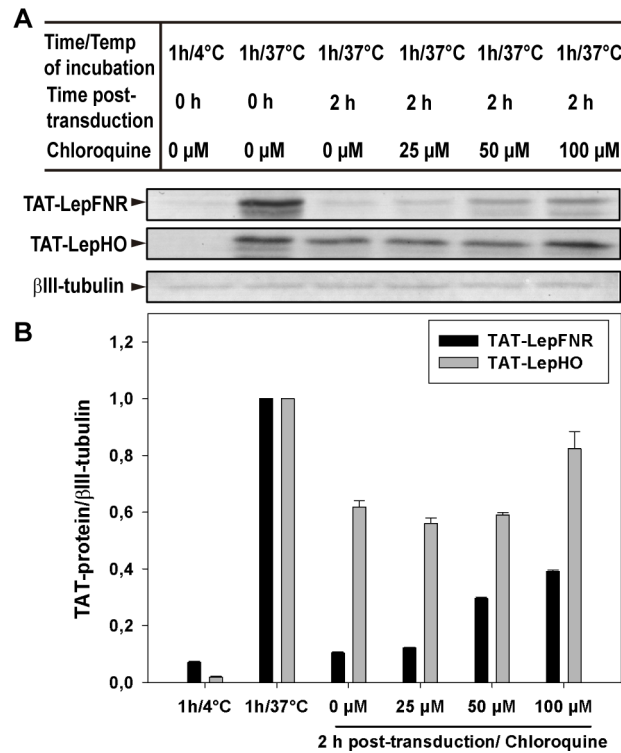 A
Time/Temp of incubation 1h/4°C 1h/37°C 1h/37°C 1h/37°C 1h/37°C 1h/37°C
Time post-transduction 0 h 0 h 2 h 2 h 2 h 2 h
Chloroquine 0 µM 0 µM 0 µM 25 µM 50 µM 100 µM
TAT-LepFNR
TAT-LepHO
βIII-tubulin
B
TAT-LepFNR
TAT-LepHO
TAT-protein/βIII-tubulin
1,2
1,0
0,8
0,6
0,4
0,2
0,0
1h/4°C 1h/37°C 0 µM 25 µM 50 µM 100 µM
2 h post-transduction/ Chloroquine